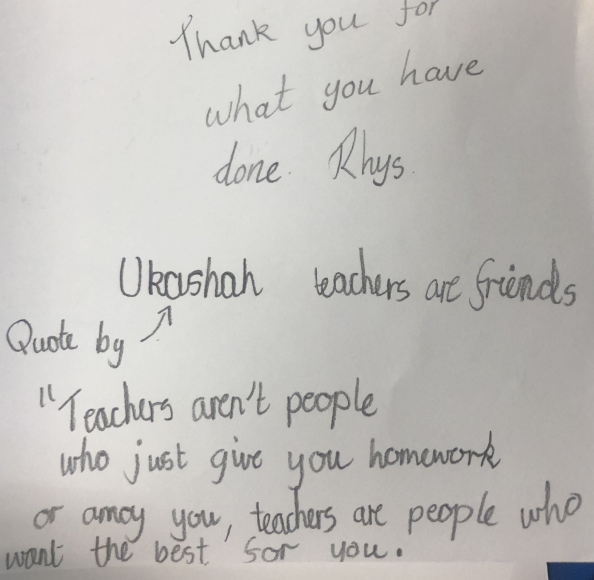 Thank you for
what you have
done. Rhys.
Ukashah teachers are friends
Quote by ↗
"Teachers aren't people
who just give you homework
or annoy you, teachers are people who
want the best for you.